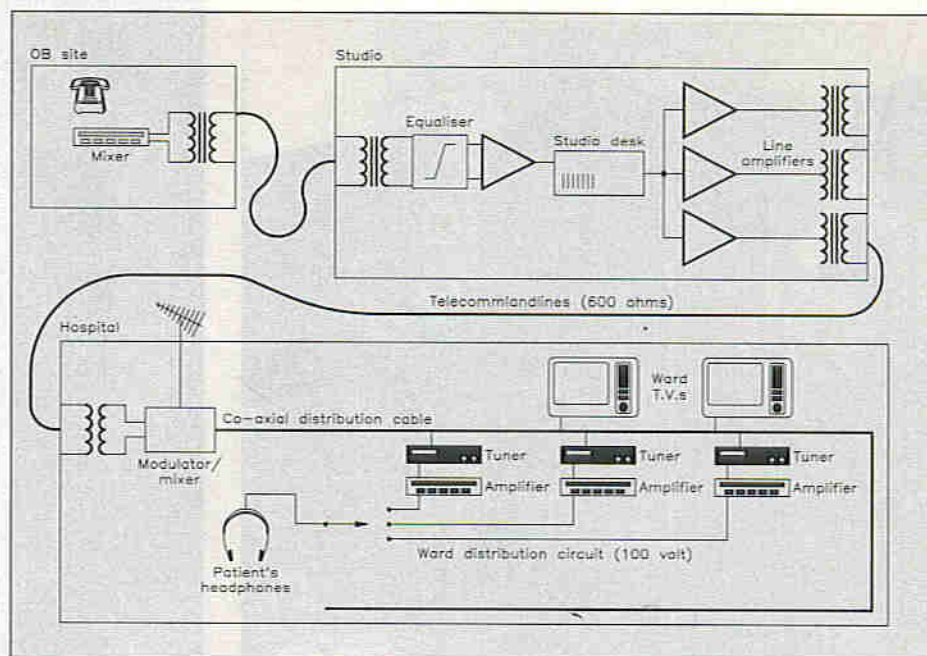 OB site
Mixer
Studio
Equaliser
Studio desk
Line
amplifiers
Telecommlandlines (600 ohms)
Hospital
Modulator/
mixer
Co-axial distribution cable
Ward
T.V.s
Tuner
Tuner
Tuner
Amplifier
Amplifier
Amplifier
Patient's
headphones
Ward distribution circuit (100 volt)